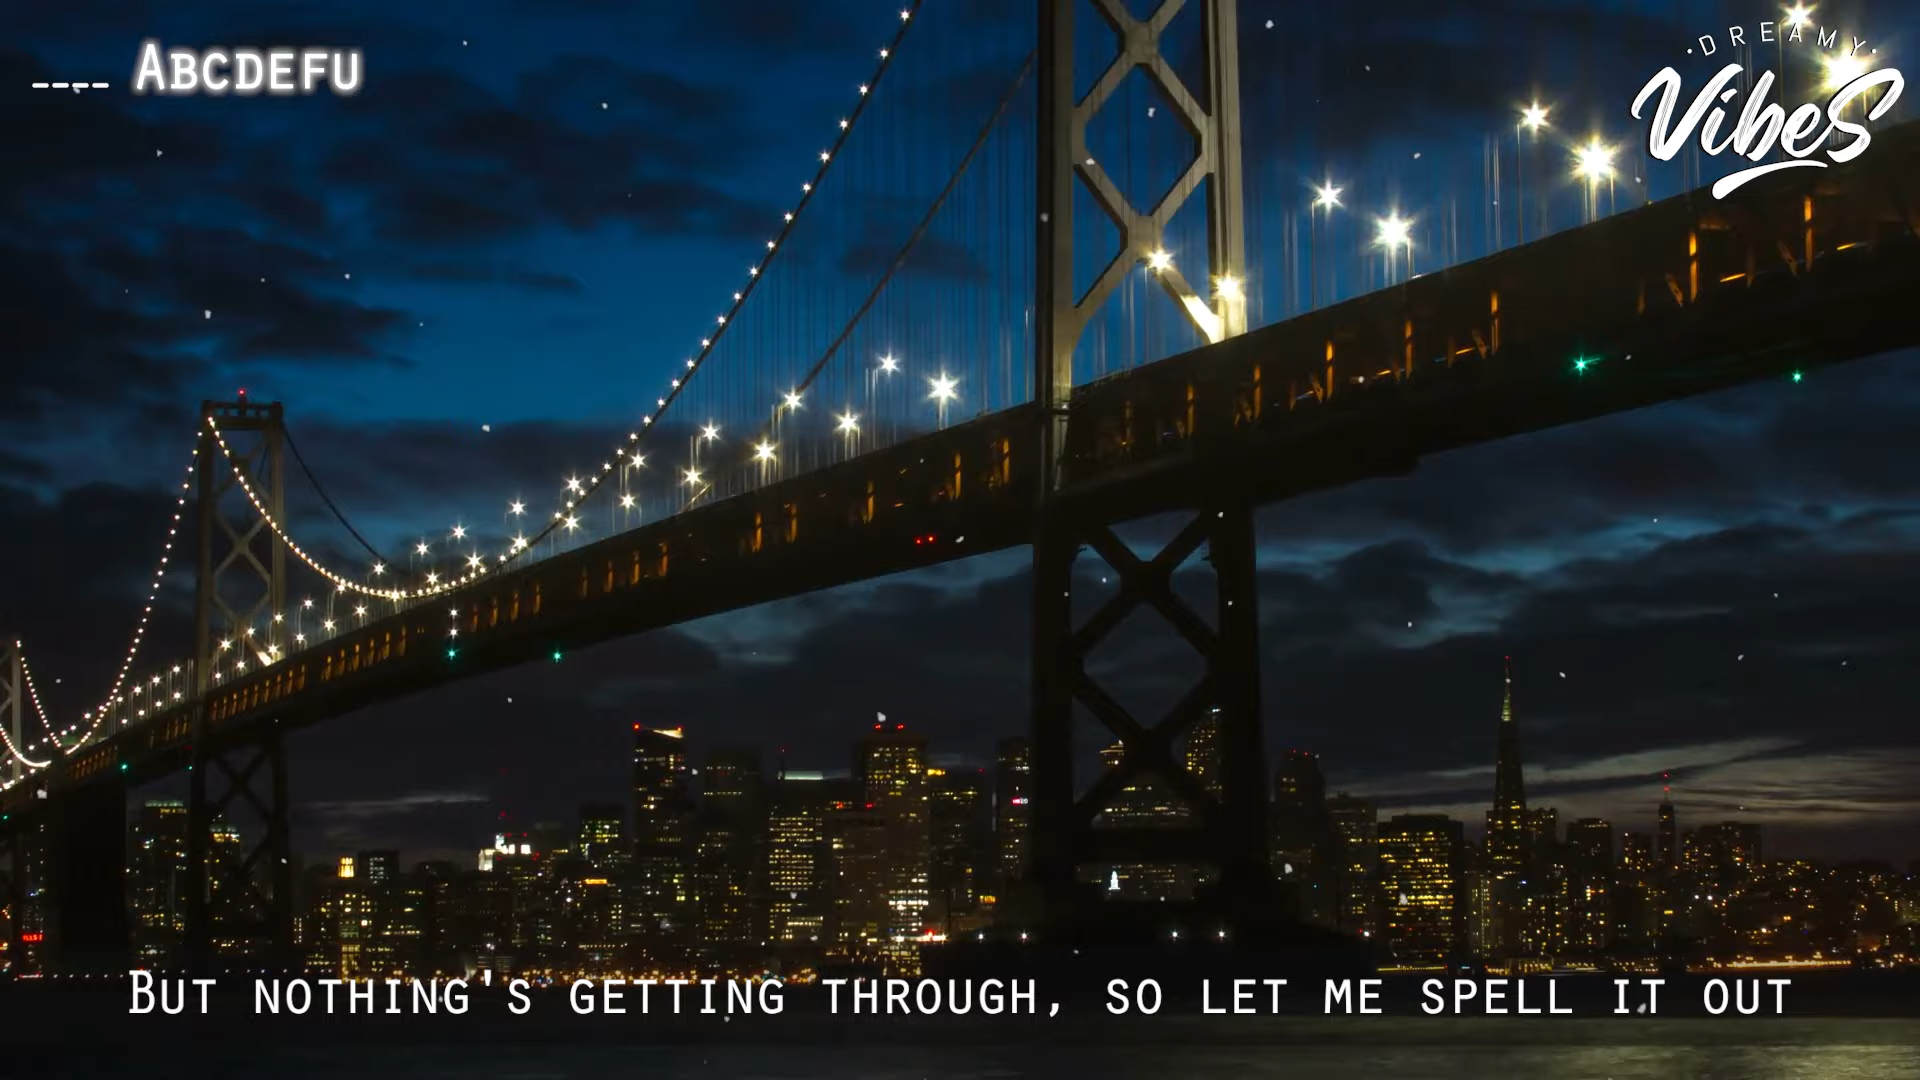 ---- ABCDEFU
·DREAMY·
Vibes
BUT NOTHING'S GETTING THROUGH, SO LET ME SPELL IT OUT